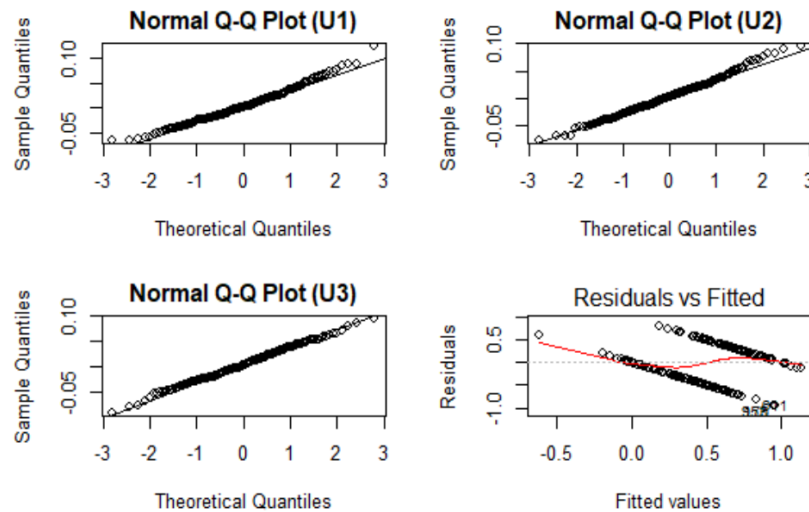 Normal Q-Q Plot (U1)
Sample Quantiles
0.10
-0.05
-3 -2 -1 0 1 2 3
Theoretical Quantiles
Normal Q-Q Plot (U2)
Sample Quantiles
0.10
-0.05
-3 -2 -1 0 1 2 3
Theoretical Quantiles
Normal Q-Q Plot (U3)
Sample Quantiles
0.10
-0.05
-3 -2 -1 0 1 2 3
Theoretical Quantiles
Residuals vs Fitted
Residuals
0.5
-1.0
-0.5 0.0 0.5 1.0
Fitted values